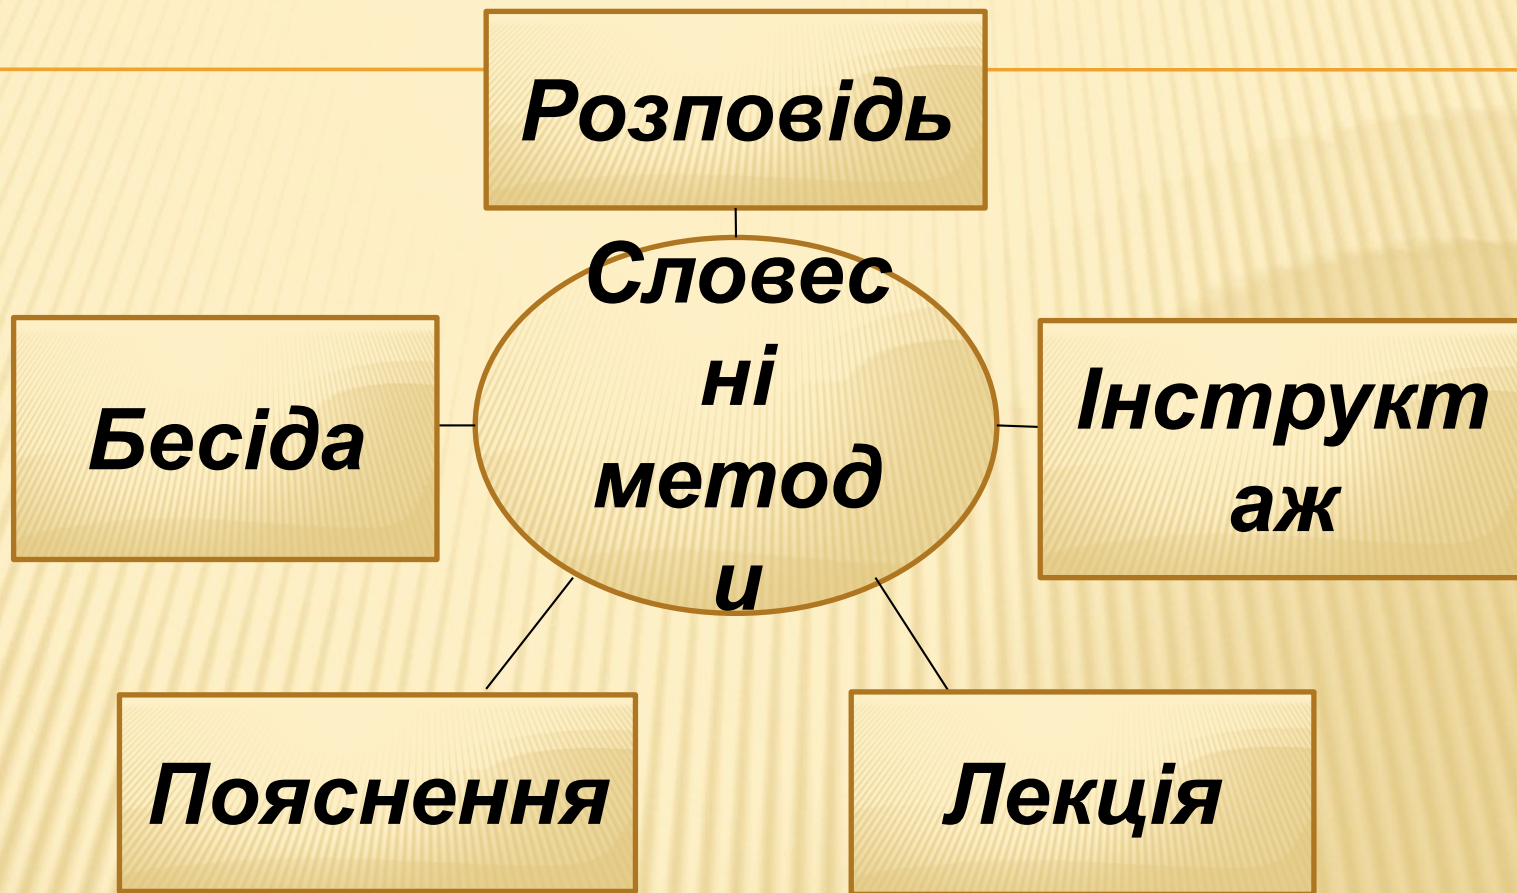 Розповідь
Словес
ні
метод
и
Бесіда
Інструкт
аж
Пояснення
Лекція